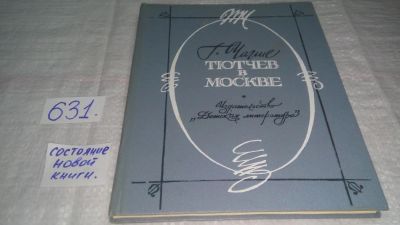 631.
состояние
новой
книги.
Г. Чагин
ТЮТЧЕВ
В
МОСКВЕ
Издательство
„Детская литература"